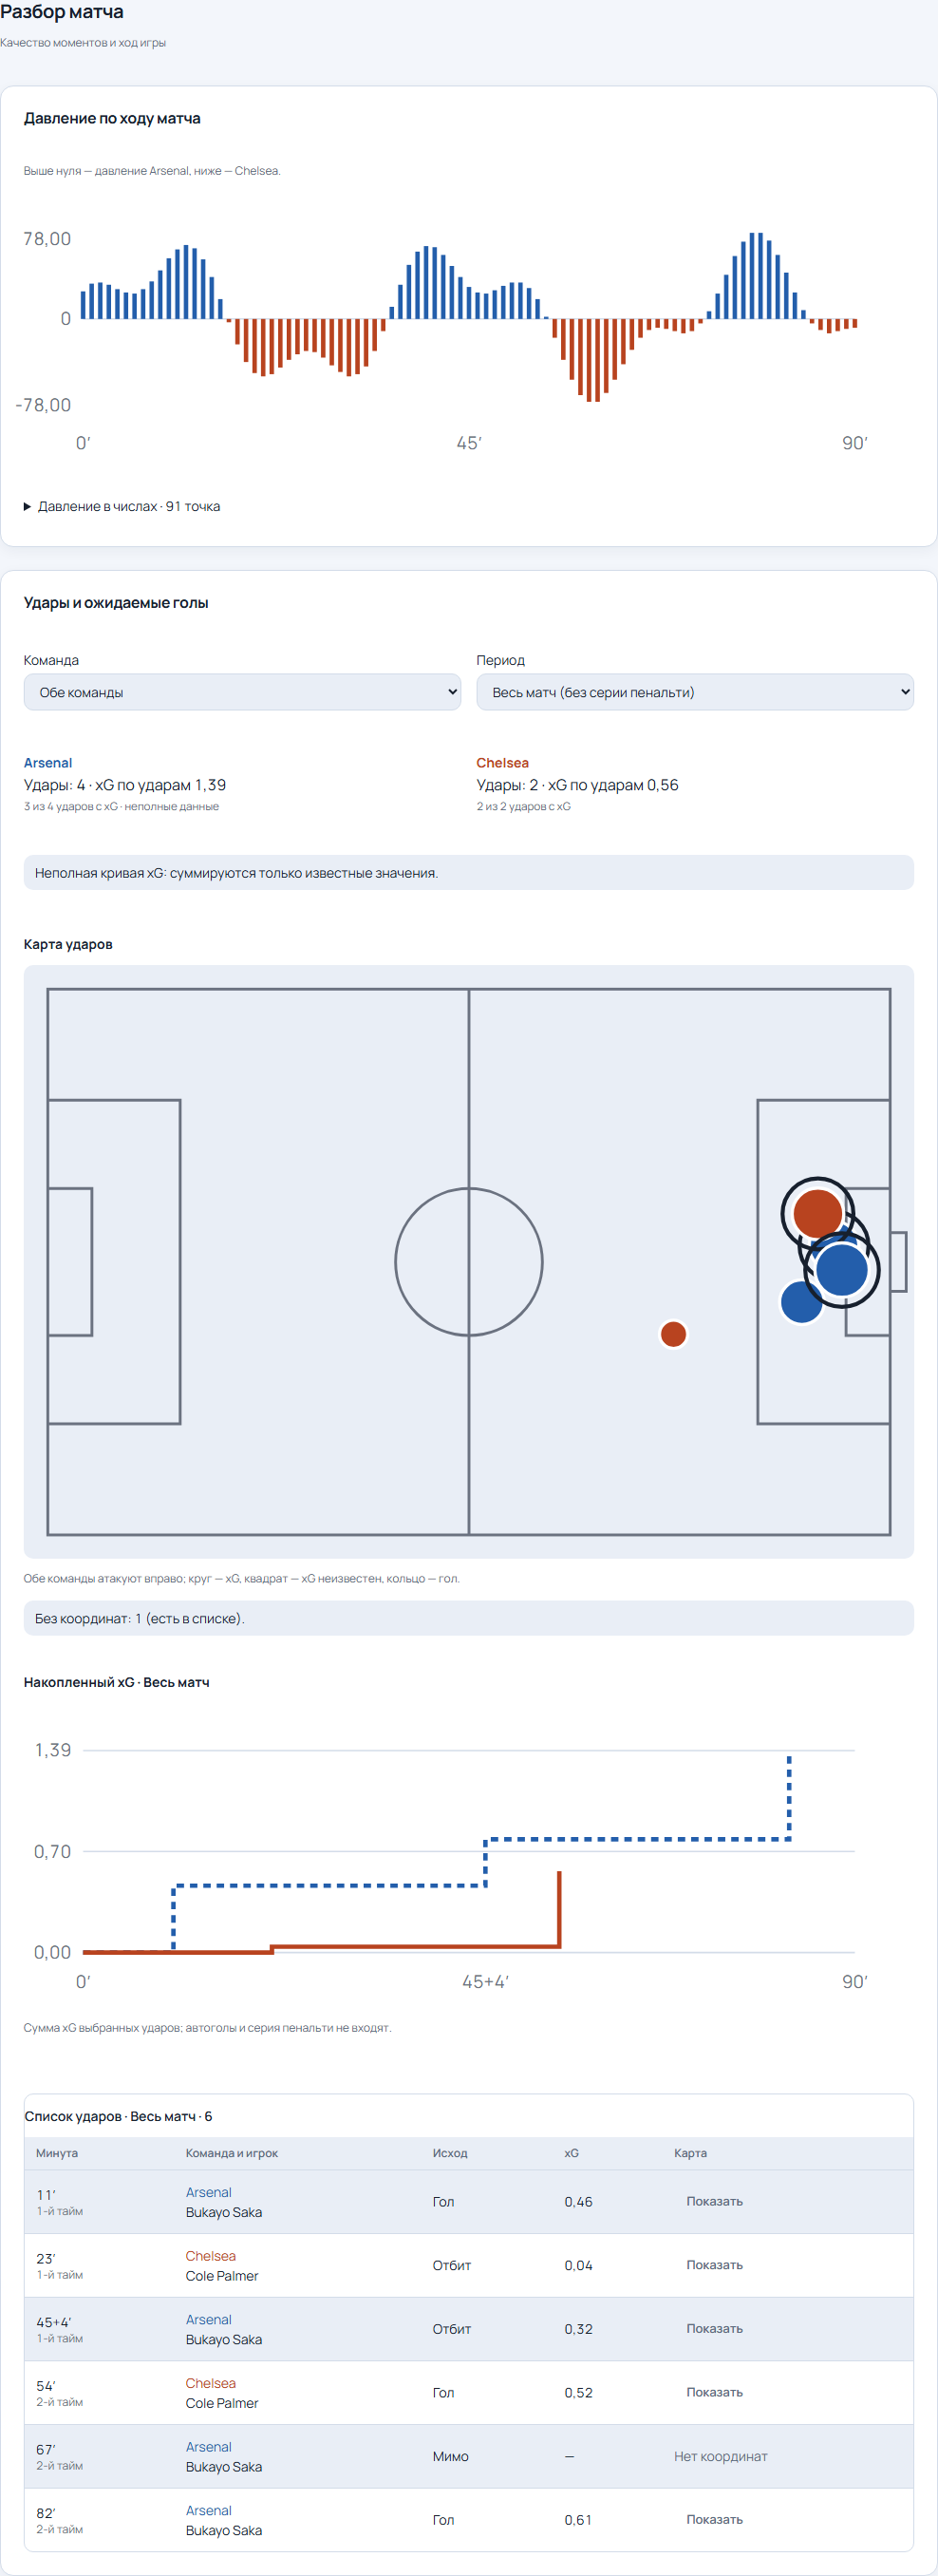 Разбор матча
Качество моментов и ход игры
Давление по ходу матча
Выше нуля — давление Arsenal, ниже — Chelsea.
78,00
0
-78,00
0′ 45′ 90′
Давление в числах · 91 точка
Удары и ожидаемые голы
Команда Период
Обе команды Весь матч (без серии пенальти)
Arsenal Chelsea
Удары: 4 · xG по ударам 1,39 Удары: 2 · xG по ударам 0,56
3 из 4 ударов с xG · неполные данные 2 из 2 ударов с xG
Неполная кривая xG: суммируются только известные значения.
Карта ударов
Обе команды атакуют вправо; круг — xG, квадрат — xG неизвестен, кольцо — гол.
Без координат: 1 (есть в списке).
Накопленный xG · Весь матч
1,39
0,70
0,00
0′ 45+4′ 90′
Сумма xG выбранных ударов; автоголы и серия пенальти не входят.
Список ударов · Весь матч · 6
Минута Команда и игрок Исход xG Карта
11′ Arsenal Гол 0,46 Показать
1-й тайм Bukayo Saka
23′ Chelsea Отбит 0,04 Показать
1-й тайм Cole Palmer
45+4′ Arsenal Отбит 0,32 Показать
1-й тайм Bukayo Saka
54′ Chelsea Гол 0,52 Показать
2-й тайм Cole Palmer
67′ Arsenal Мимо — Нет координат
2-й тайм Bukayo Saka
82′ Arsenal Гол 0,61 Показать
2-й тайм Bukayo Saka